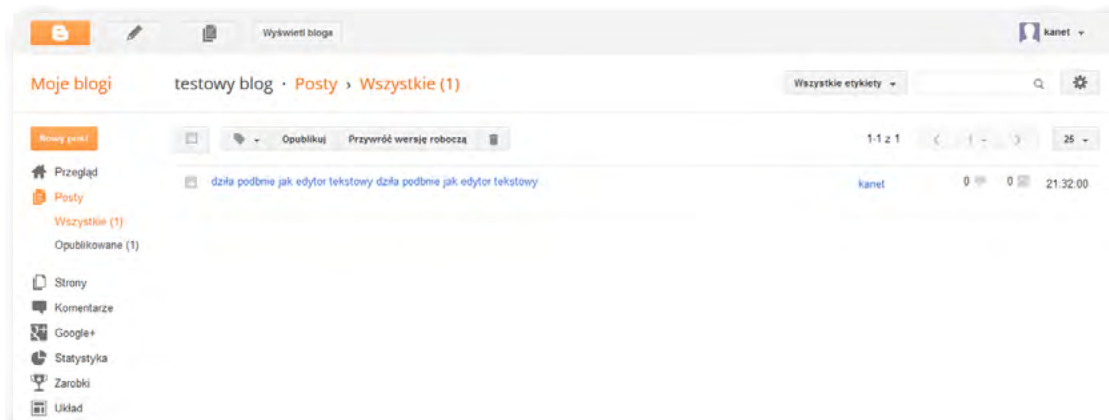 Wyświetl bloga
kanet
Moje blogi
testowy blog · Posty › Wszystkie (1)
Wszystkie etykiety
Nowy post
Opublikuj Przywróć wersję roboczą
1-1 z 1
25
Przegląd
dziła podbnie jak edytor tekstowy dziła podbnie jak edytor tekstowy
kanet
0
0
21:32:00
Posty
Wszystkie (1)
Opublikowane (1)
Strony
Komentarze
Google+
Statystyka
Zarobki
Układ